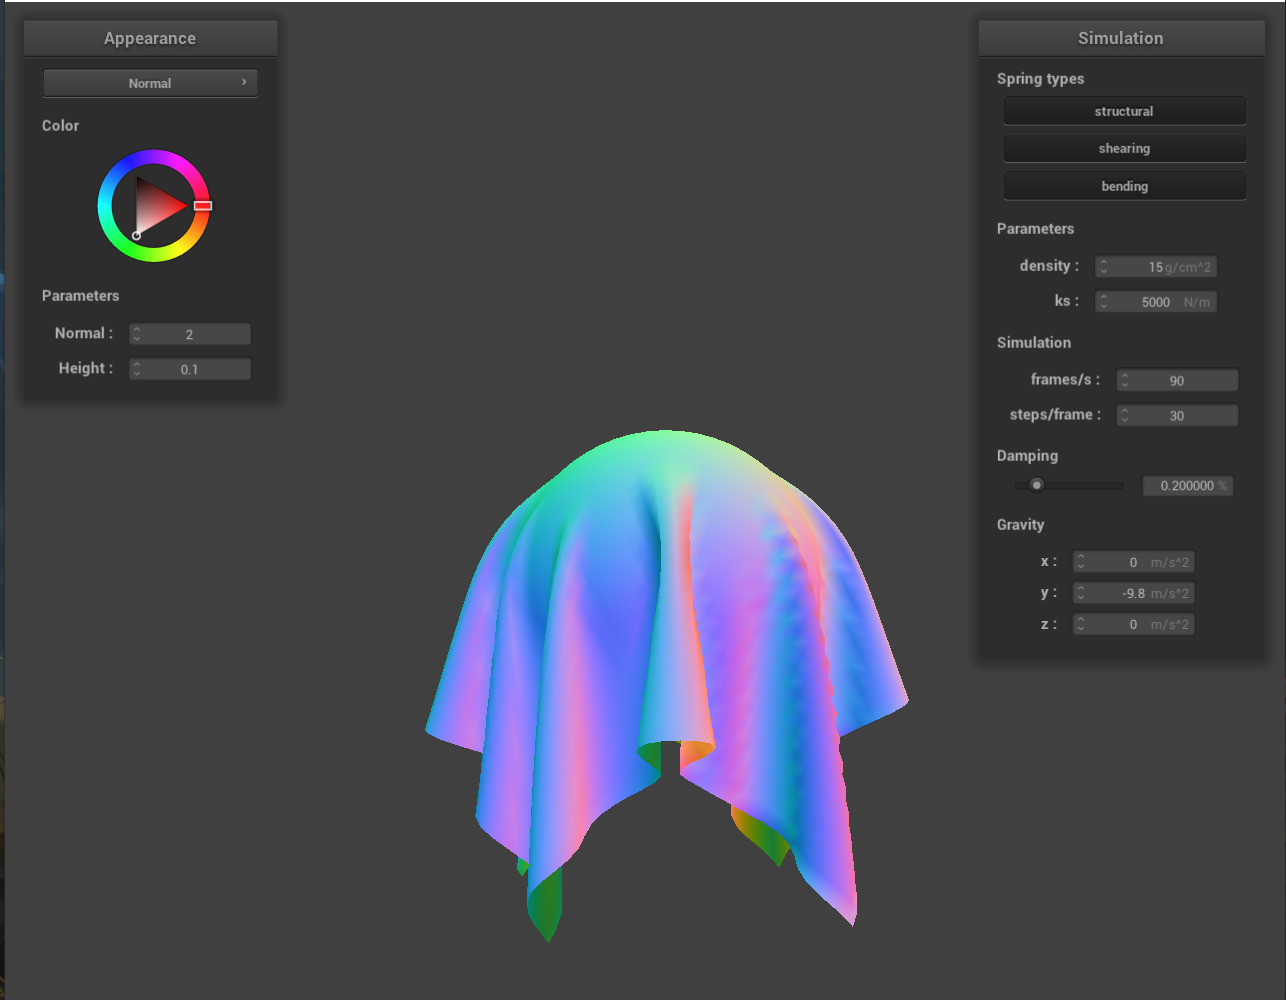 Appearance
Normal ›
Color
Parameters
Normal : 2
Height : 0.1
Simulation
Spring types
structural
shearing
bending
Parameters
density : 15 g/cm^2
ks : 5000 N/m
Simulation
frames/s : 90
steps/frame : 30
Damping
0.200000 %
Gravity
x : 0 m/s^2
y : -9.8 m/s^2
z : 0 m/s^2